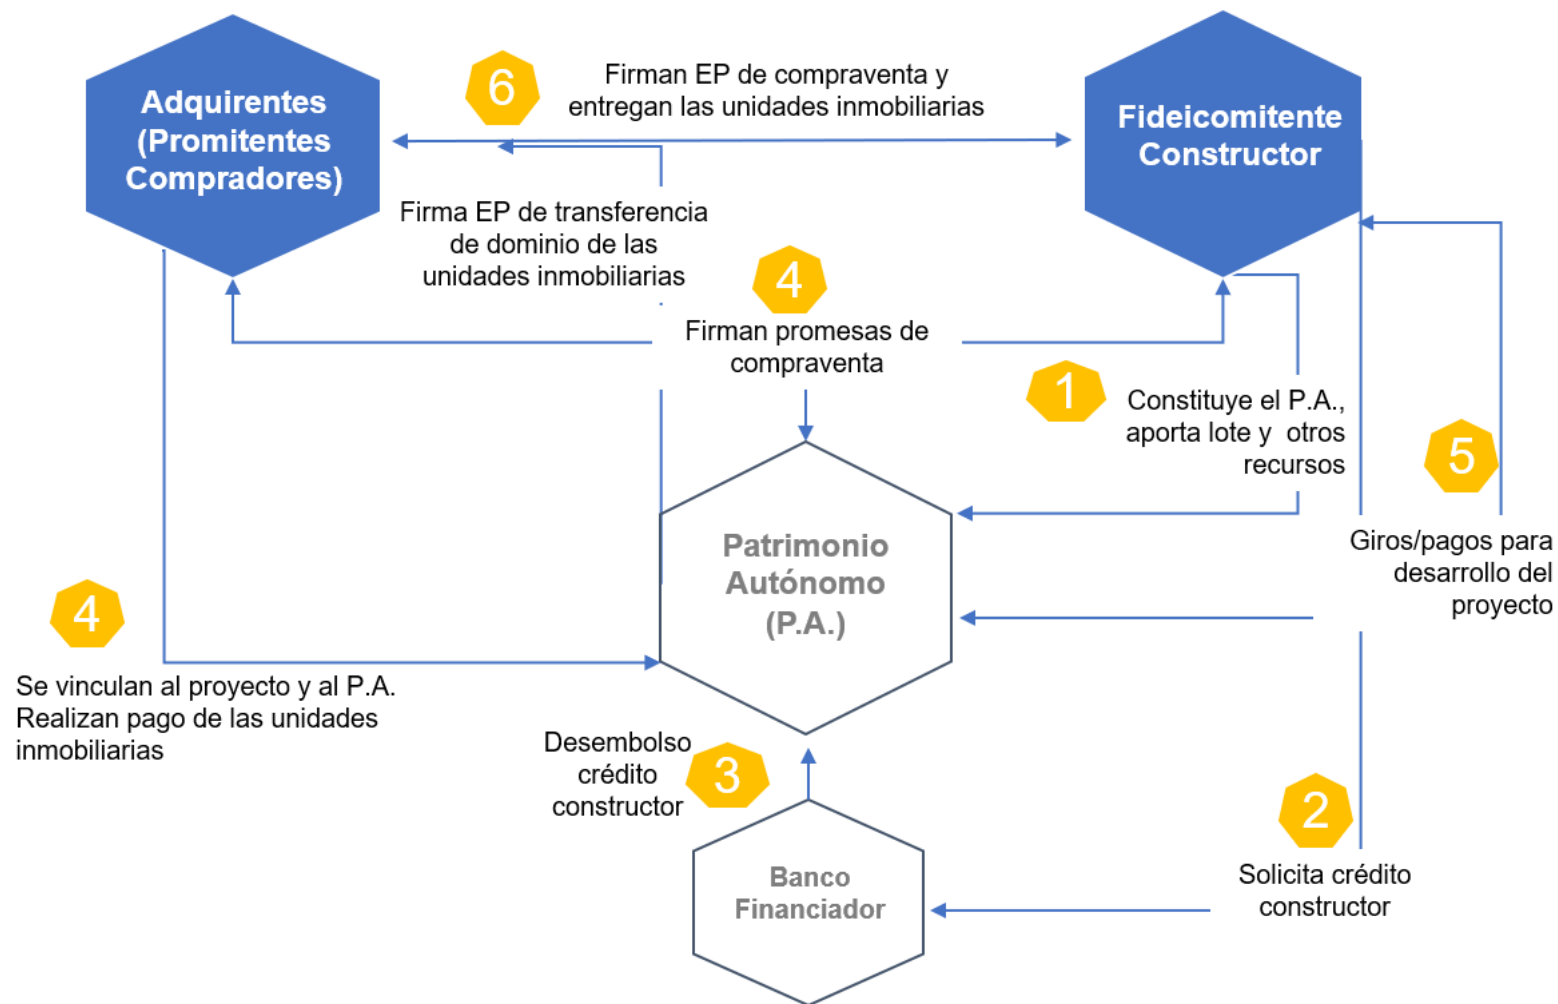 Adquirentes
(Promitentes
Compradores)
6
Firman EP de compraventa y
entregan las unidades inmobiliarias
Fideicomitente
Constructor
Firma EP de transferencia
de dominio de las
unidades inmobiliarias
4
Firman promesas de
compraventa
1
Constituye el P.A.,
aporta lote y otros
recursos
5
Giros/pagos para
desarrollo del
proyecto
Patrimonio
Autónomo
(P.A.)
4
Se vinculan al proyecto y al P.A.
Realizan pago de las unidades
inmobiliarias
Desembolso
crédito
constructor
3
2
Solicita crédito
constructor
Banco
Financiador